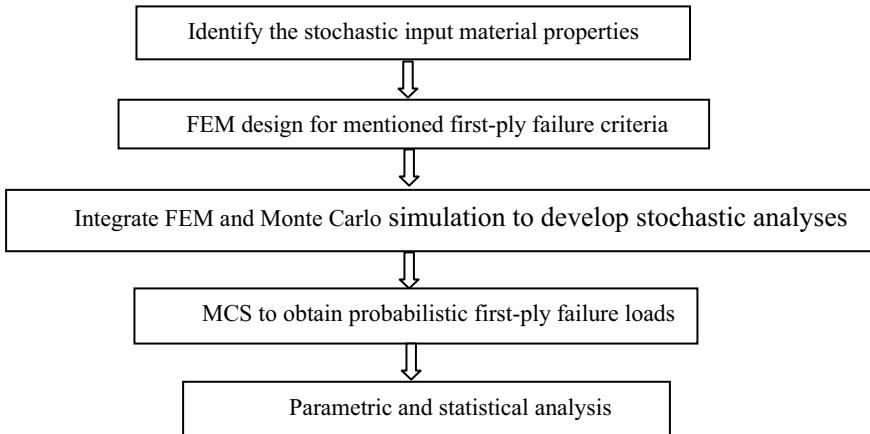 Identify the stochastic input material properties
FEM design for mentioned first-ply failure criteria
Integrate FEM and Monte Carlo simulation to develop stochastic analyses
MCS to obtain probabilistic first-ply failure loads
Parametric and statistical analysis